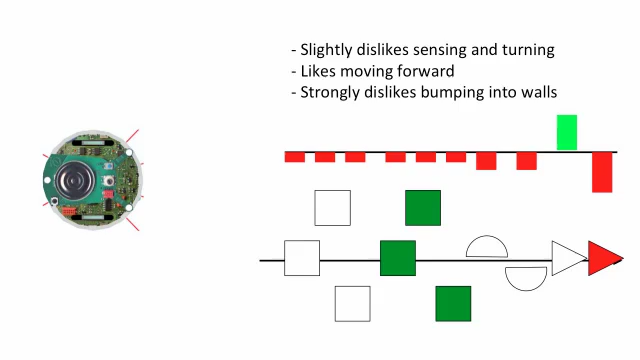 - Slightly dislikes sensing and turning
- Likes moving forward
- Strongly dislikes bumping into walls